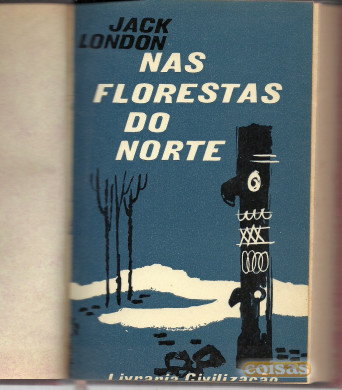 JACK
LONDON
NAS
FLORESTAS
DO
NORTE
Livraria Civilização
coisas